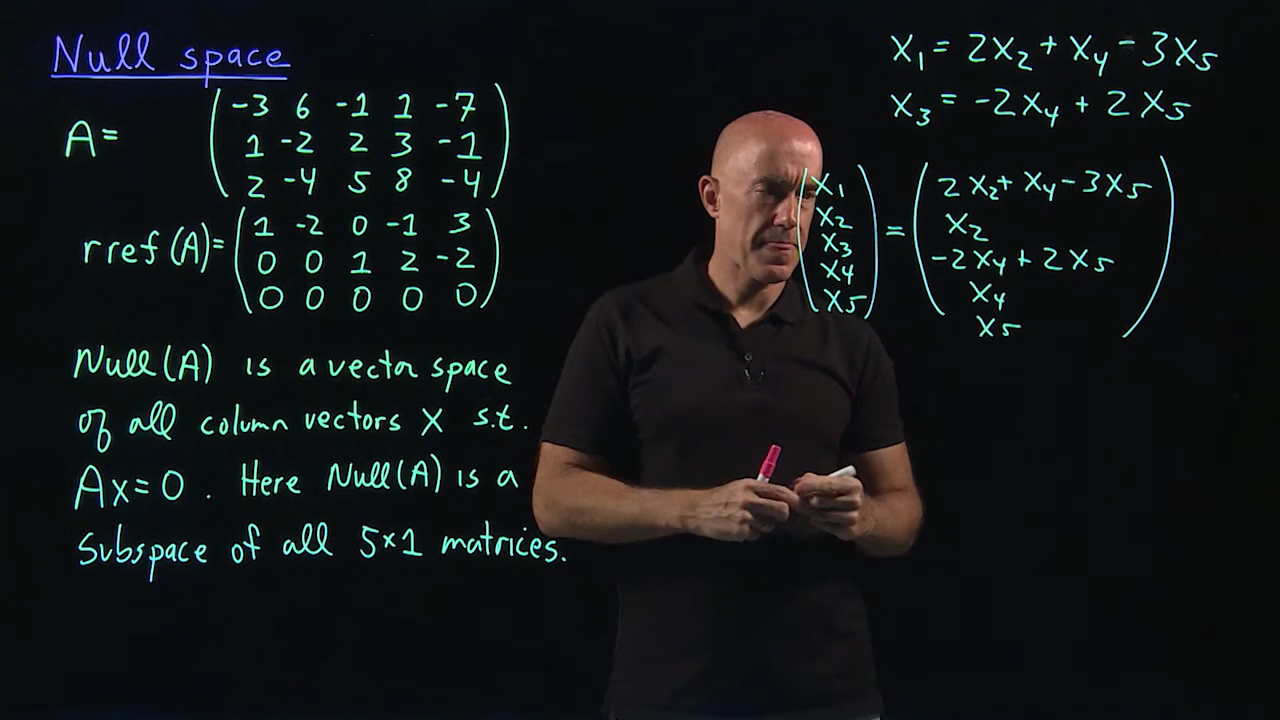 Null space
A = ( -3 6 -1 1 -7
1 -2 2 3 -1
2 -4 5 8 -4 )
rref(A) = ( 1 -2 0 -1 3
0 0 1 2 -2
0 0 0 0 0 )
Null(A) is a vector space
of all column vectors X s.t.
Ax=0. Here Null(A) is a
subspace of all 5×1 matrices.
X₁ = 2X₂ + X₄ - 3X₅
X₃ = -2X₄ + 2X₅
( X₁ ) = ( 2X₂ + X₄ - 3X₅ )
X₂ X₂
X₃ -2X₄ + 2X₅
X₄ X₄
X₅ X₅